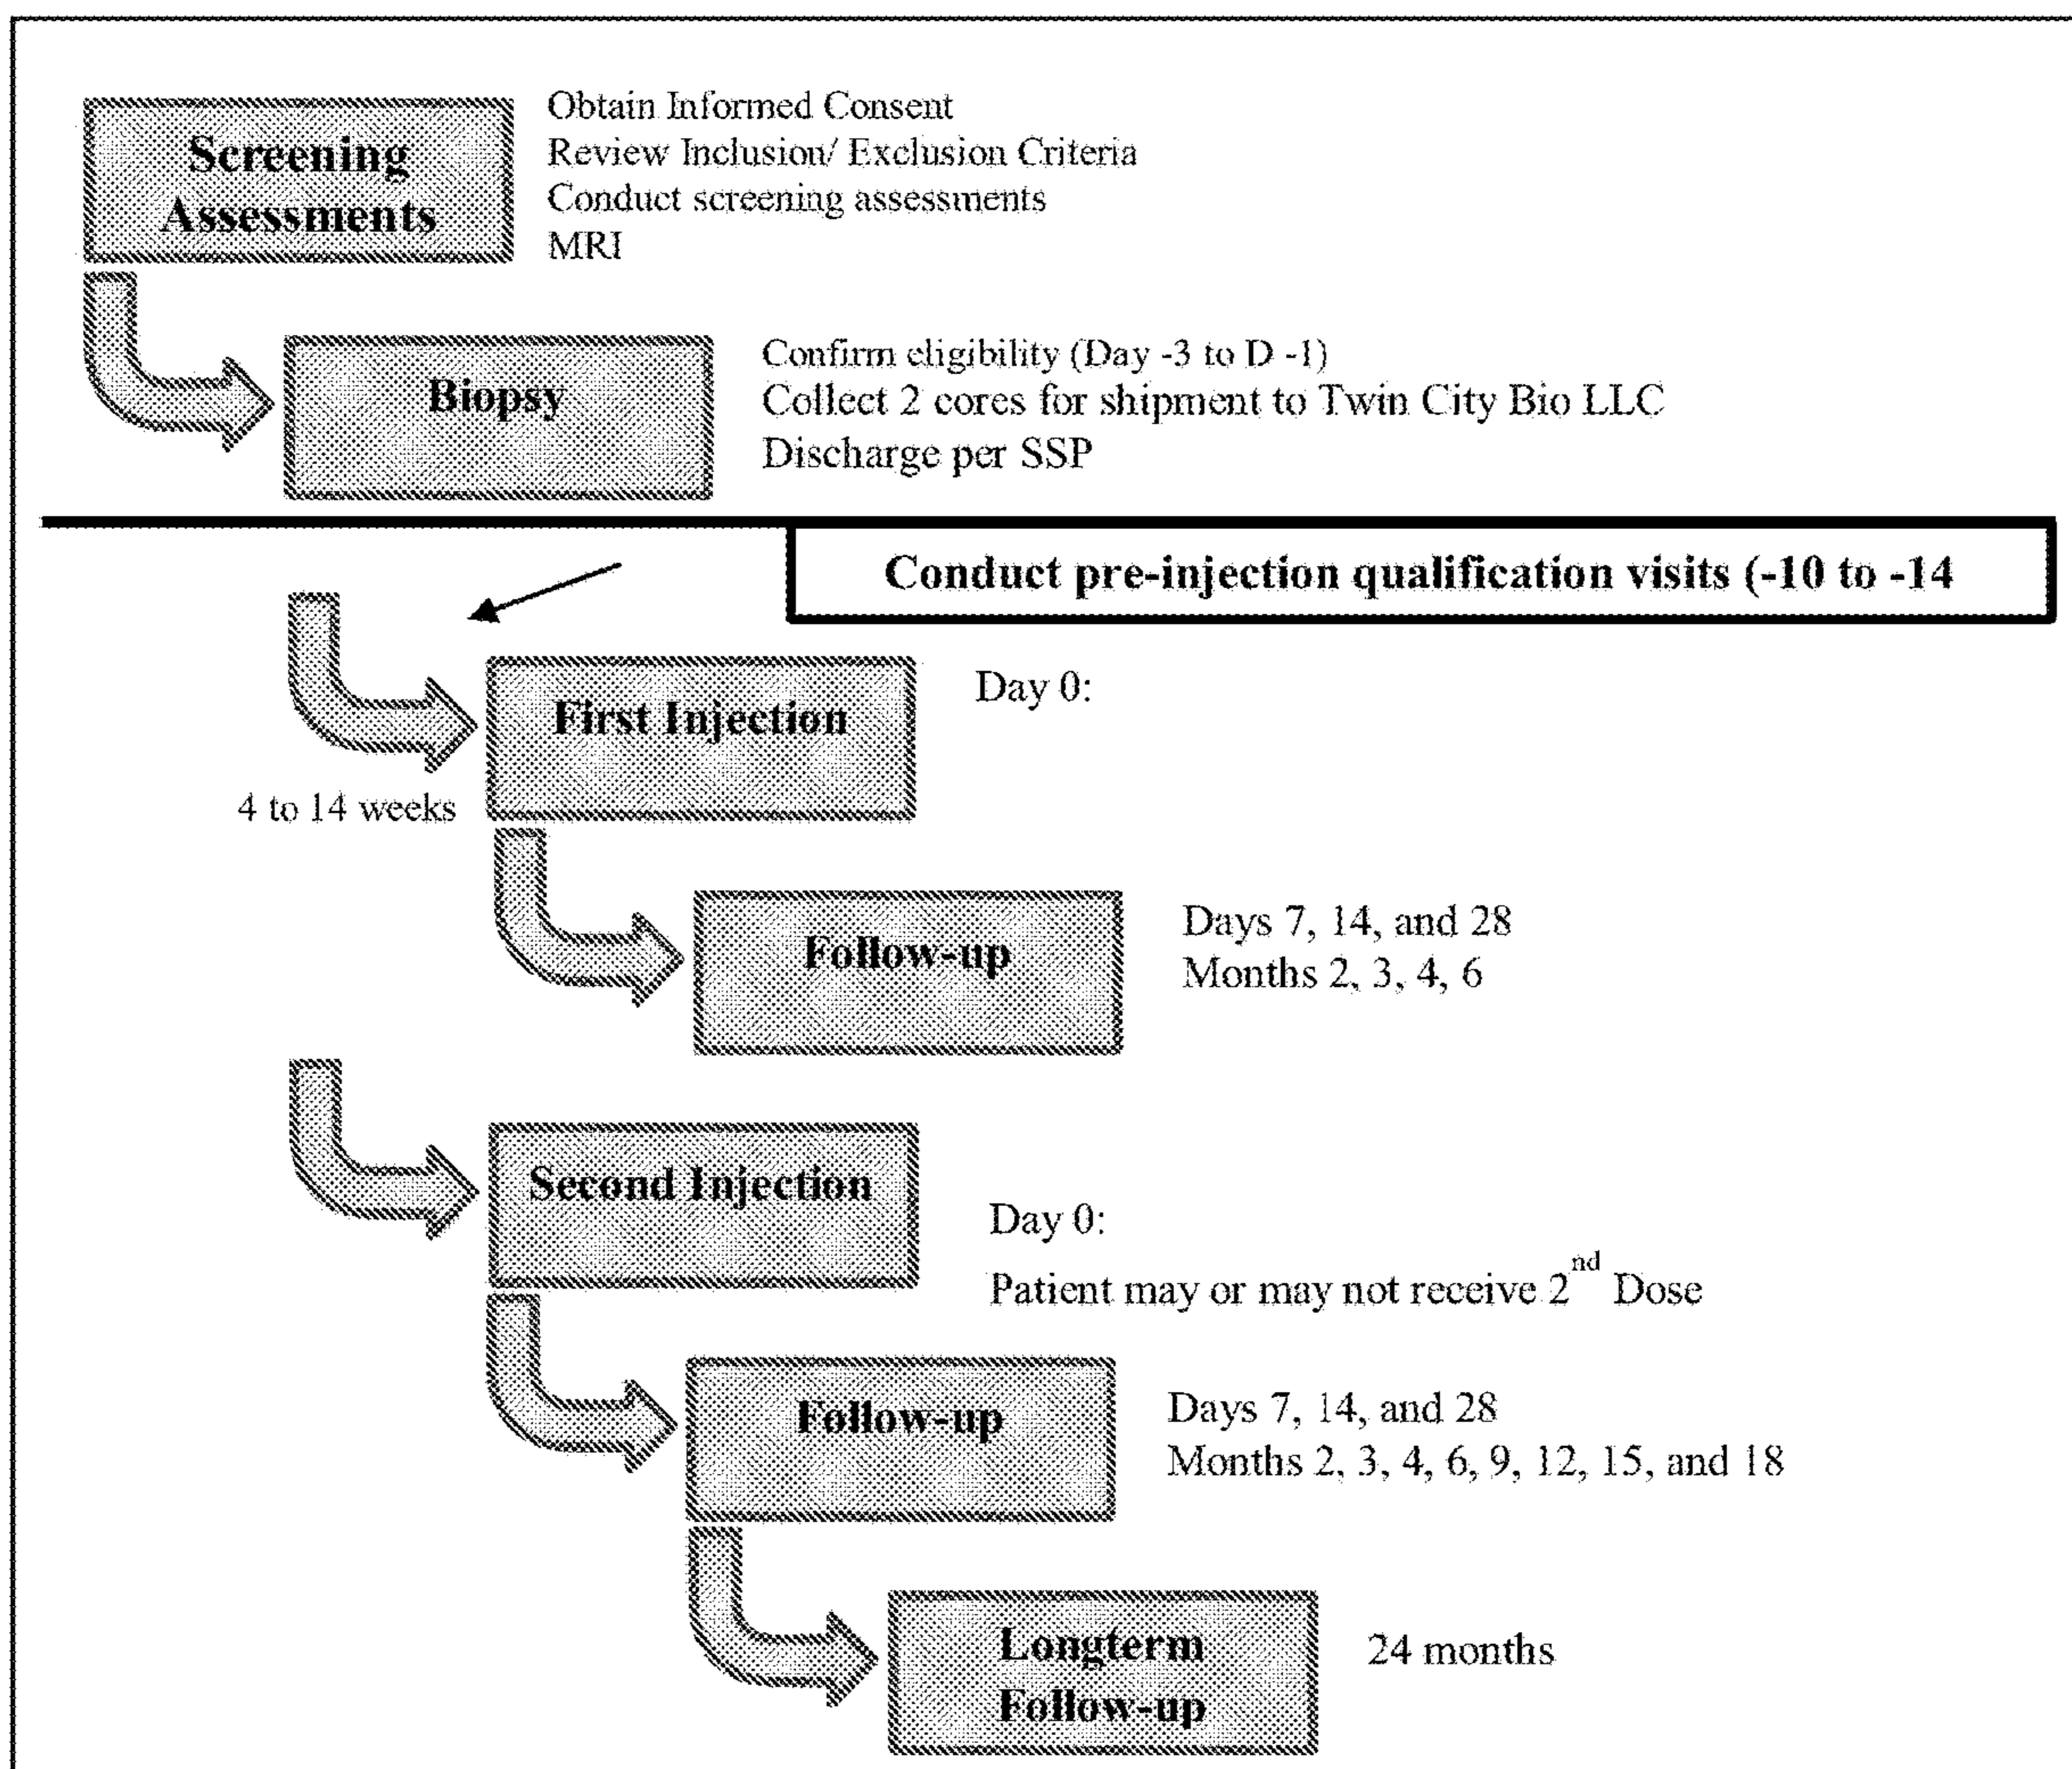 Screening
Assessments
Obtain Informed Consent
Review Inclusion/ Exclusion Criteria
Conduct screening assessments
MRI
Biopsy
Confirm eligibility (Day -3 to D -1)
Collect 2 cores for shipment to Twin City Bio LLC
Discharge per SSP
Conduct pre-injection qualification visits (-10 to -14
First Injection
Day 0:
4 to 14 weeks
Follow-up
Days 7, 14, and 28
Months 2, 3, 4, 6
Second Injection
Day 0:
Patient may or may not receive 2nd Dose
Follow-up
Days 7, 14, and 28
Months 2, 3, 4, 6, 9, 12, 15, and 18
Longterm
Follow-up
24 months